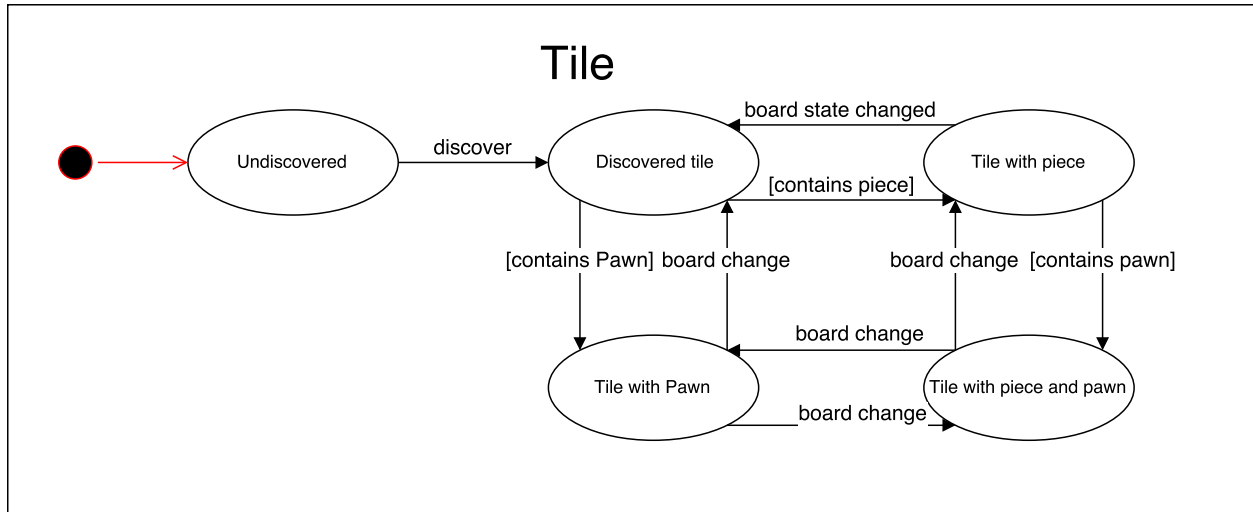 Tile
board state changed
discover
Undiscovered
Discovered tile
Tile with piece
[contains piece]
[contains Pawn]
board change
board change
[contains pawn]
board change
Tile with Pawn
Tile with piece and pawn
board change